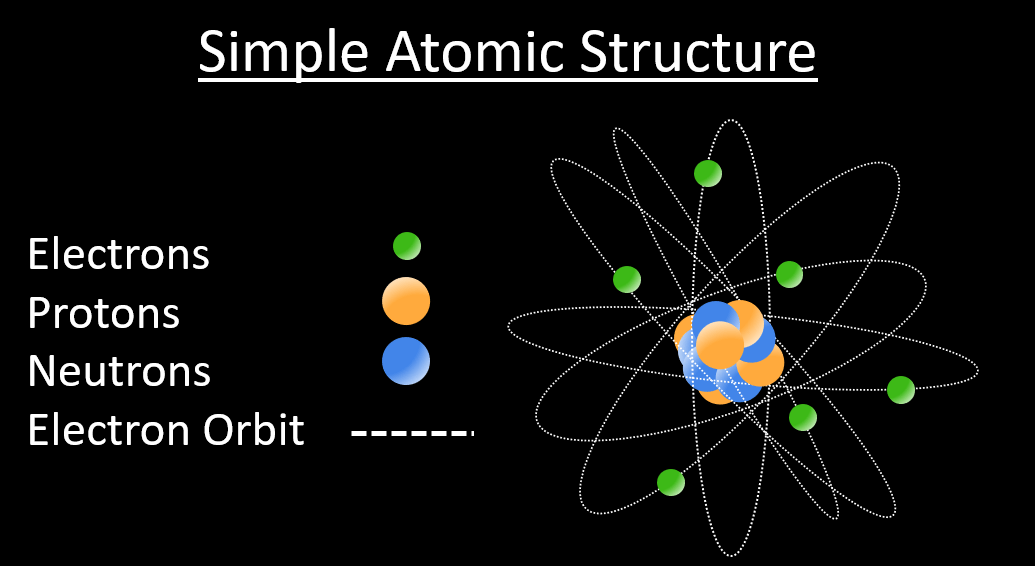 Simple Atomic Structure
Electrons
Protons
Neutrons
Electron Orbit